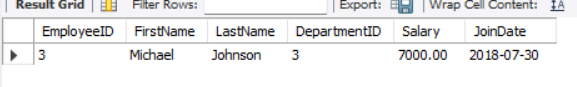 Result Grid Filter Rows: Export: Wrap Cell Content: IA
EmployeeID FirstName LastName DepartmentID Salary JoinDate
3 Michael Johnson 3 7000.00 2018-07-30